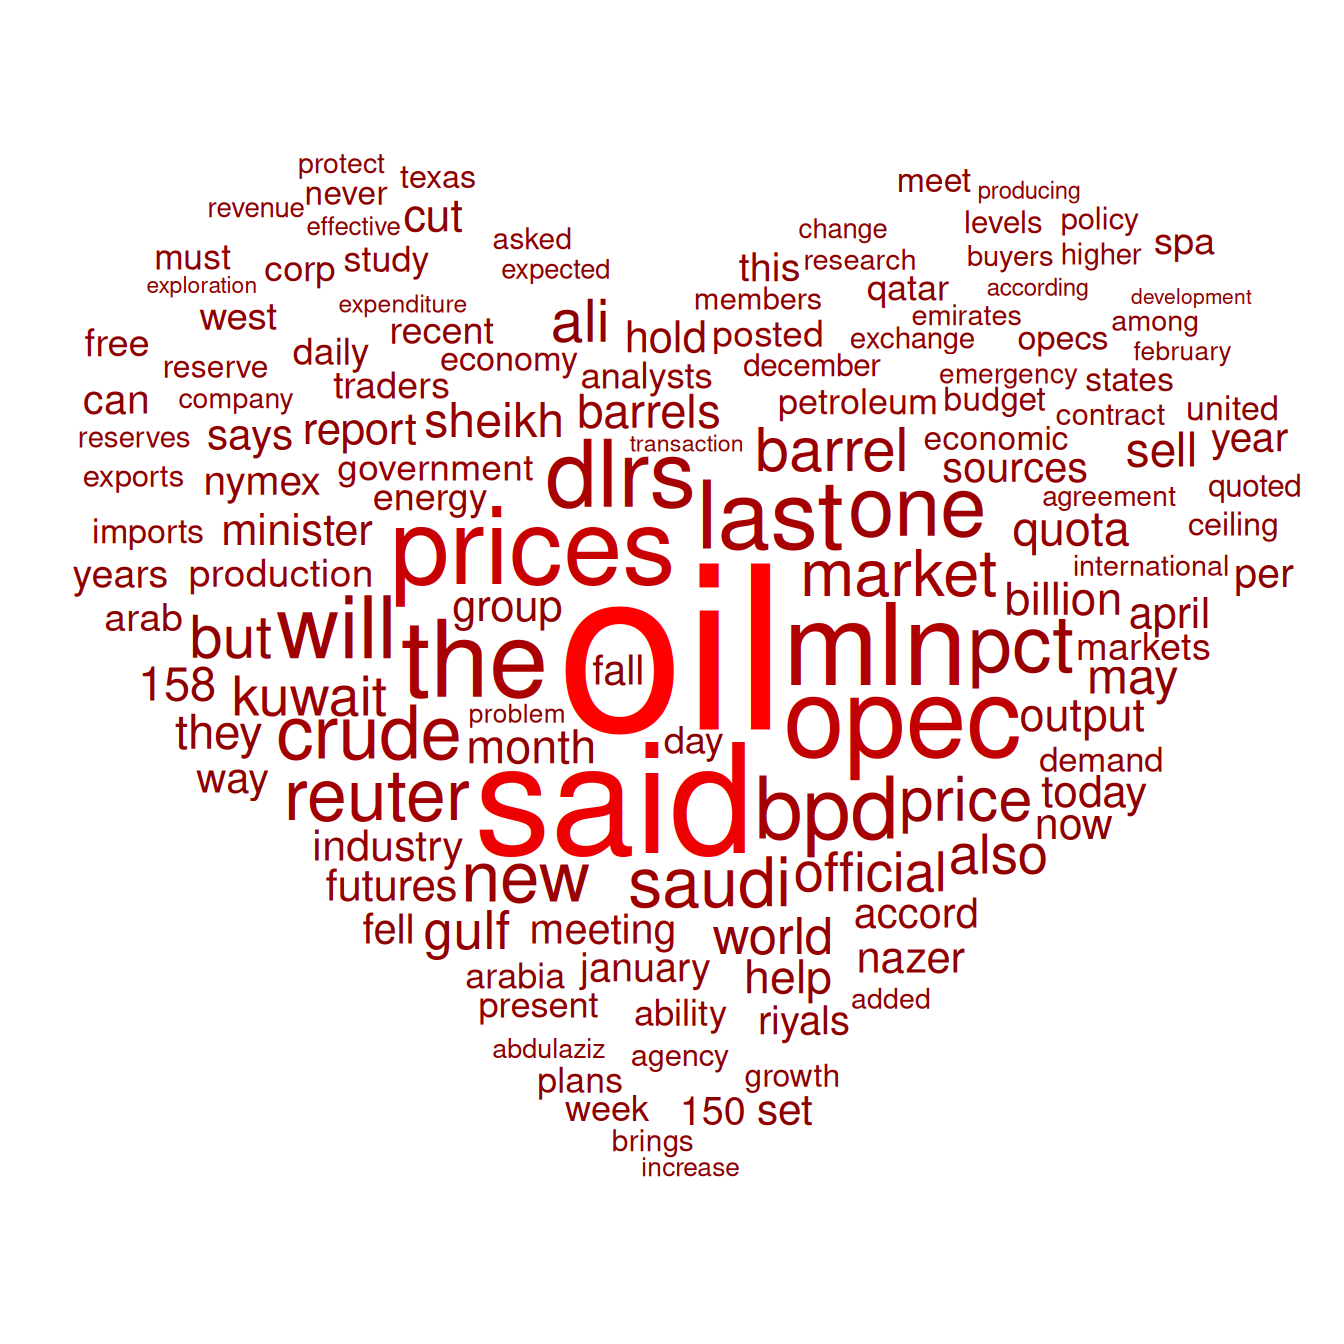 protect
texas
meet
producing
never
revenue
effective
cut
levels
policy
change
asked
spa
must
corp
study
expected
this
research
buyers
higher
exploration
members
qatar
according
development
west
expenditure
recent
ali
hold
posted
exchange
emirates
opecs
among
free
daily
economy
february
reserve
traders
analysts
december
emergency
states
can
company
sheikh
barrels
petroleum
budget
contract
united
reserves
says
report
transaction
barrel
economic
sell
year
exports
nymex
government
energy
dlrs
sources
agreement
quoted
imports
minister
prices
last
one
quota
ceiling
years
production
market
international
per
arab
but
will
group
the
oil
fall
mln
pct
billion
april
markets
158
kuwait
may
they
crude
problem
month
day
opec
output
way
reuter
said
bpd
price
demand
today
now
industry
futures
new
saudi
official
also
fell
gulf
meeting
world
accord
arabia
january
help
nazer
present
ability
riyals
added
abdulaziz
agency
plans
growth
week
150
set
brings
increase